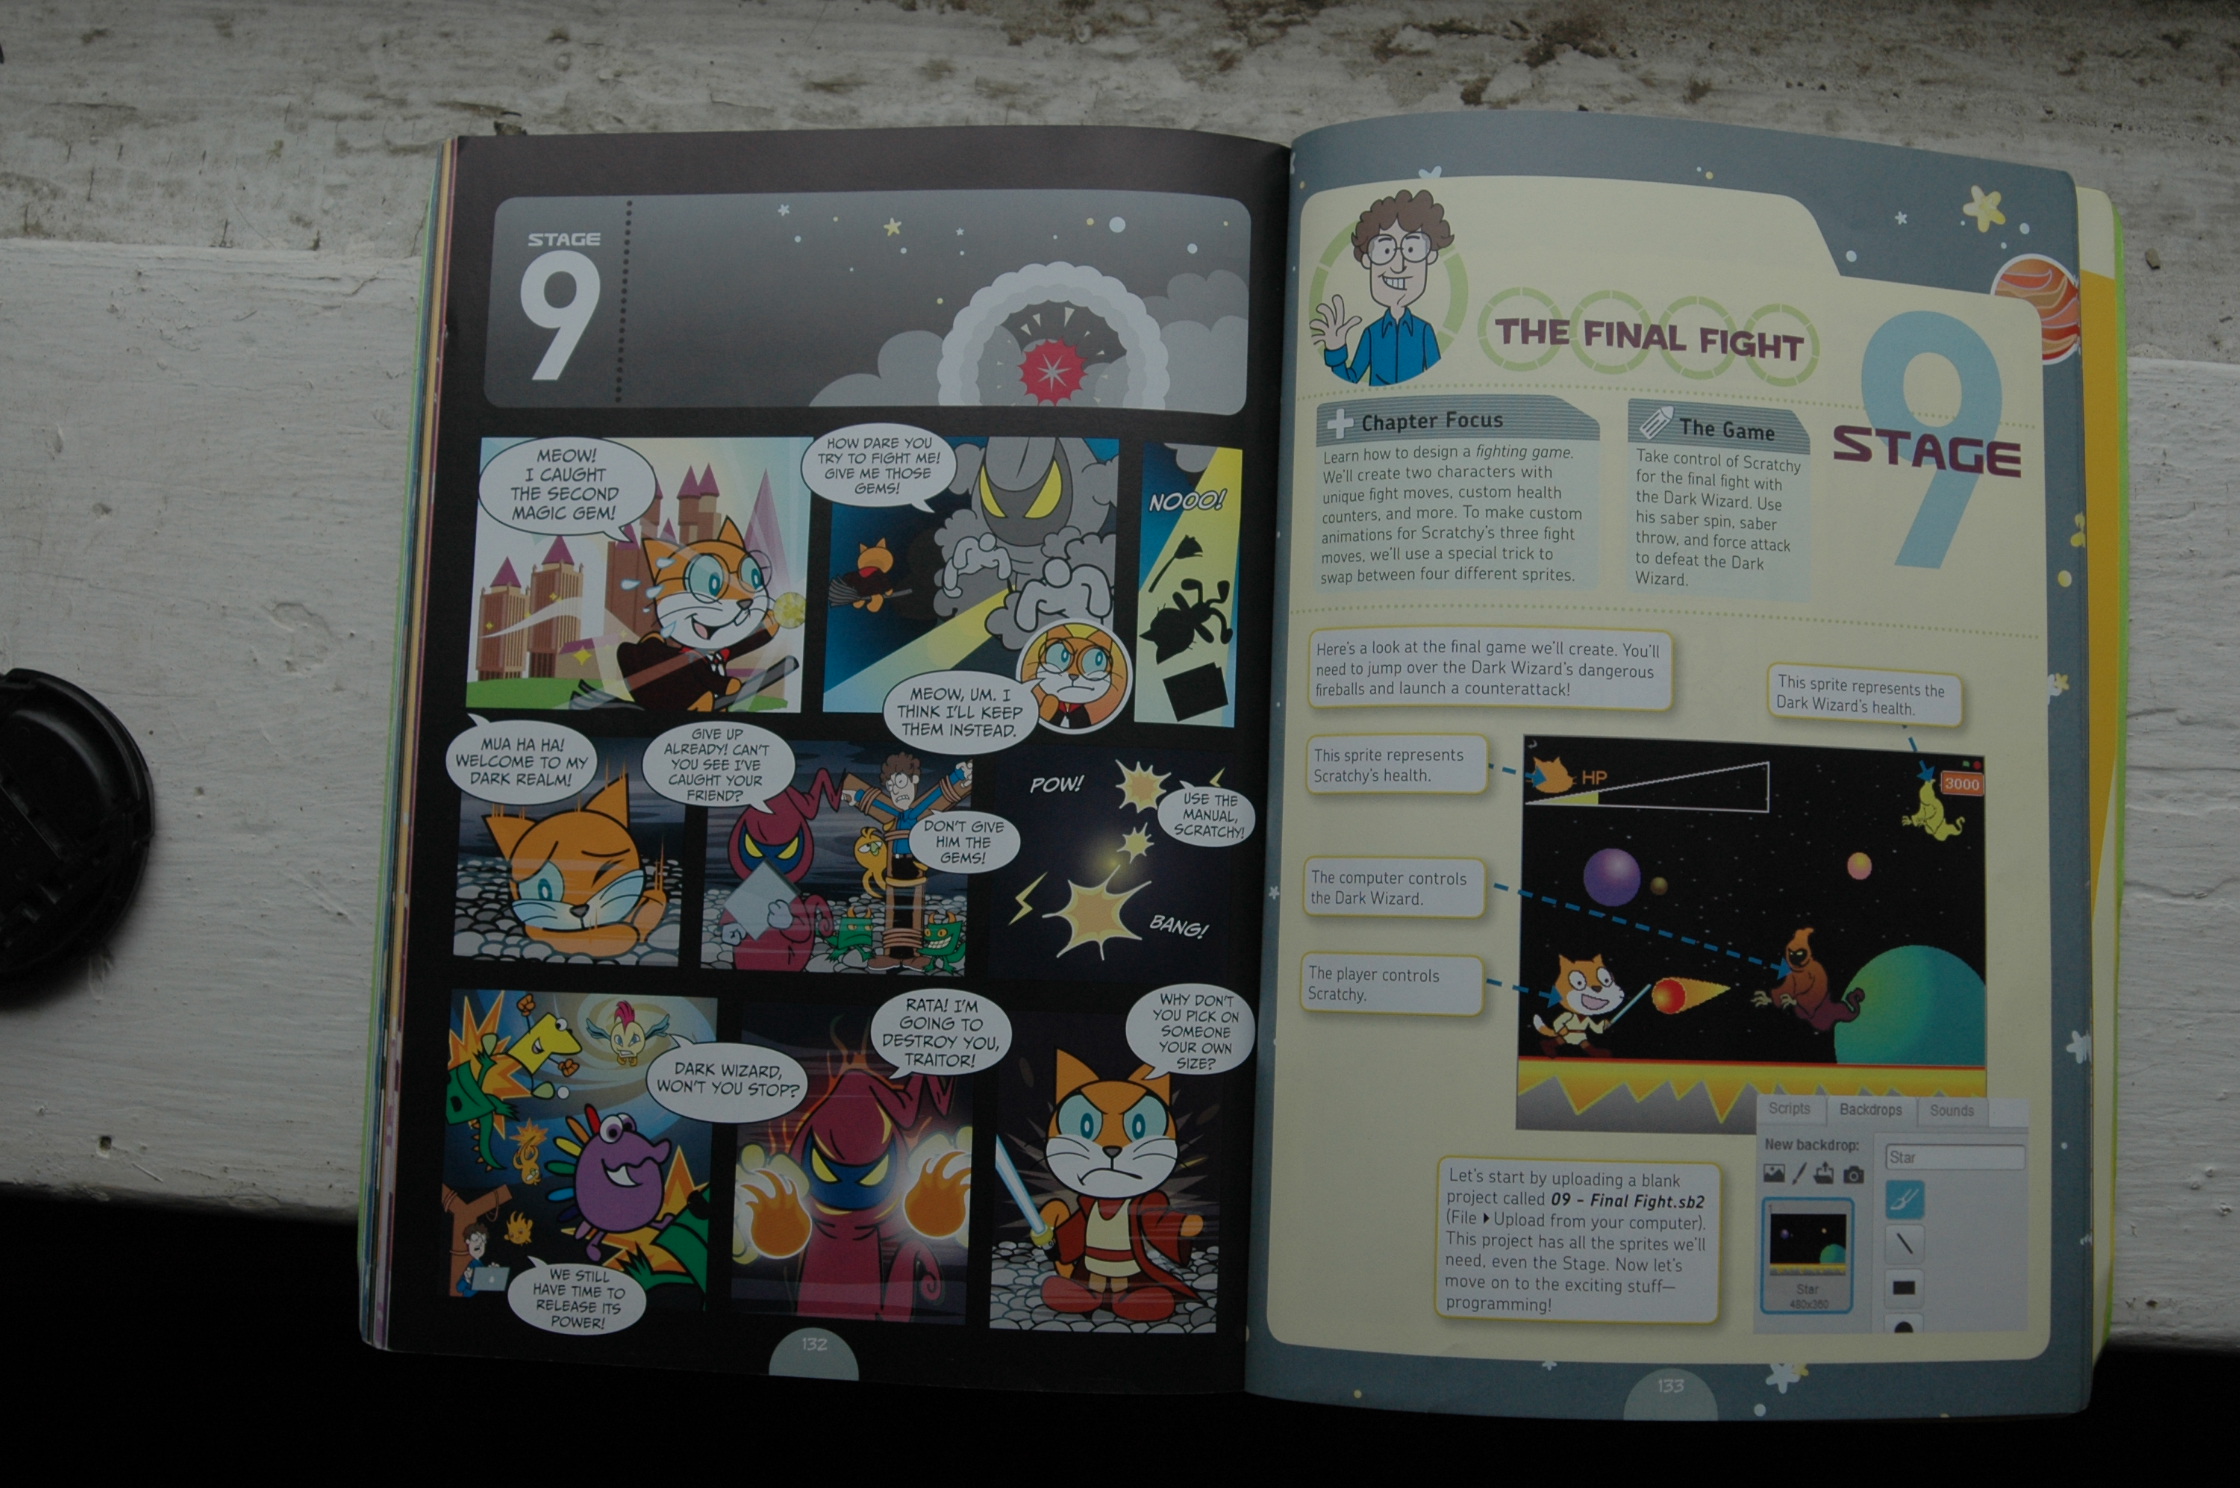 STAGE
9
MEOW!
I CAUGHT
THE SECOND
MAGIC GEM!
HOW DARE YOU
TRY TO FIGHT ME!
GIVE ME THOSE
GEMS!
MEOW, UM. I
THINK I'LL KEEP
THEM INSTEAD.
NOOO!
MUA HA HA!
WELCOME TO MY
DARK REALM!
GIVE UP
ALREADY! CAN'T
YOU SEE I'VE
CAUGHT YOUR
FRIEND?
DON'T GIVE
HIM THE
GEMS!
POW!
USE THE
MANUAL,
SCRATCHY!
BANG!
DARK WIZARD,
WON'T YOU STOP?
WE STILL
HAVE TIME TO
RELEASE ITS
POWER!
RATA! I'M
GOING TO
DESTROY YOU,
TRAITOR!
WHY DON'T
YOU PICK ON
SOMEONE
YOUR OWN
SIZE?
132
THE FINAL FIGHT
9
STAGE
Chapter Focus
Learn how to design a fighting game.
We'll create two characters with
unique fight moves, custom health
counters, and more. To make custom
animations for Scratchy's three fight
moves, we'll use a special trick to
swap between four different sprites.
The Game
Take control of Scratchy
for the final fight with
the Dark Wizard. Use
his saber spin, saber
throw, and force attack
to defeat the Dark
Wizard.
Here's a look at the final game we'll create. You'll
need to jump over the Dark Wizard's dangerous
fireballs and launch a counterattack!
This sprite represents the
Dark Wizard's health.
This sprite represents
Scratchy's health.
HP
3000
The computer controls
the Dark Wizard.
The player controls
Scratchy.
Let's start by uploading a blank
project called 09 - Final Fight.sb2
(File ▸ Upload from your computer).
This project has all the sprites we'll
need, even the Stage. Now let's
move on to the exciting stuff—
programming!
Scripts Backdrops Sounds
New backdrop:
Star
1
Star
480x360
133